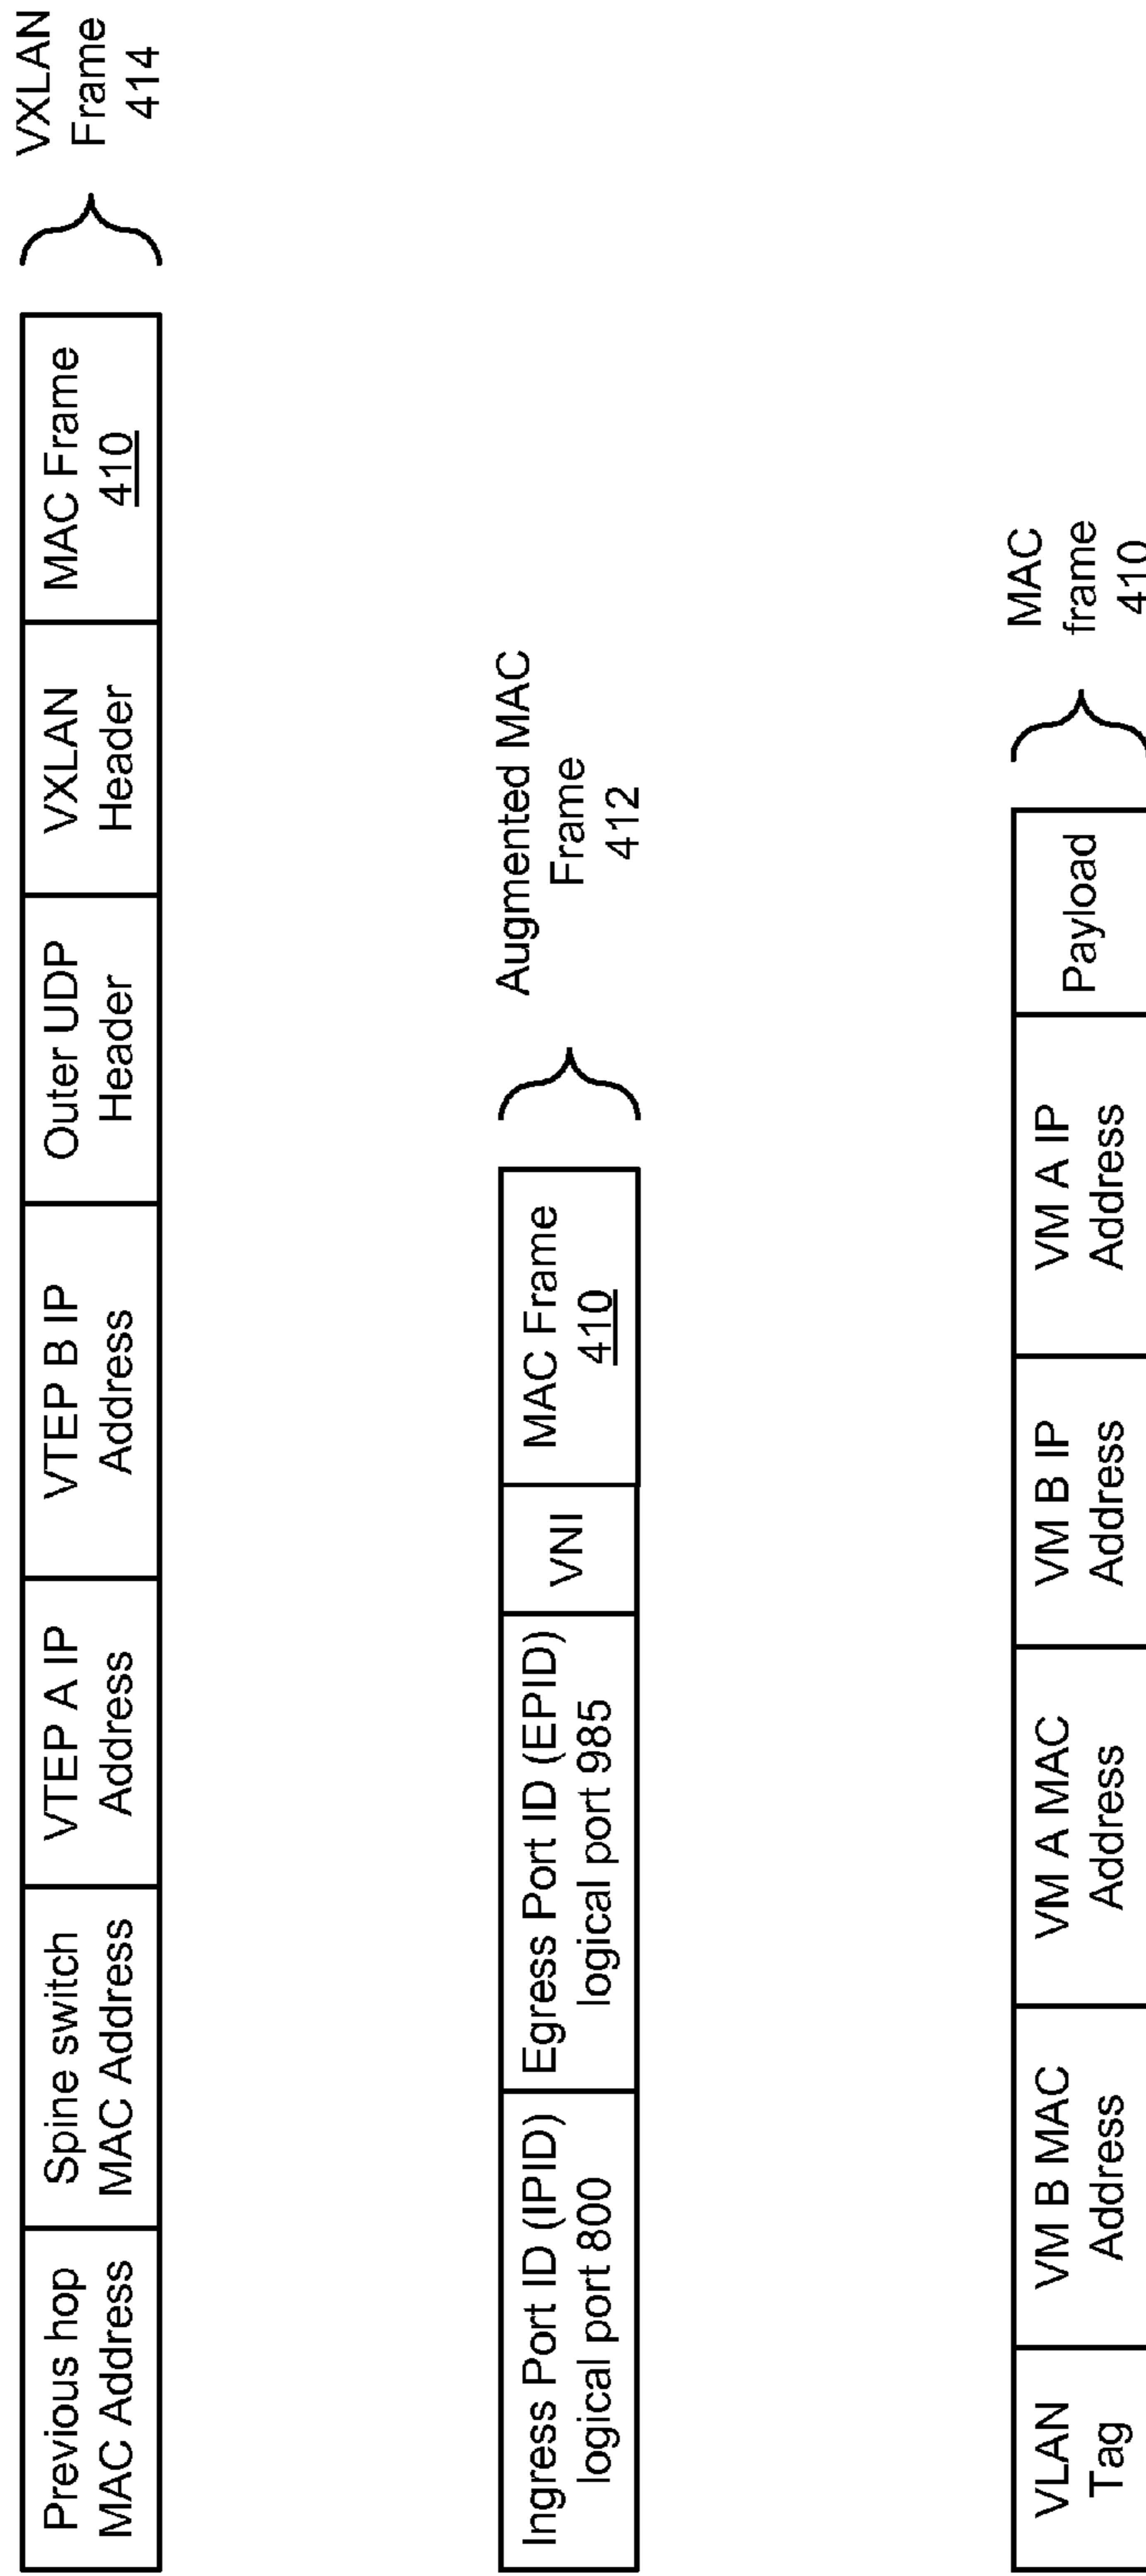 Previous hop
MAC Address
Spine switch
MAC Address
VTEP A IP
Address
VTEP B IP
Address
Outer UDP
Header
VXLAN
Header
MAC Frame
410
VXLAN
Frame
414
Ingress Port ID (IPID)
logical port 800
Egress Port ID (EPID)
logical port 985
VNI
MAC Frame
410
Augmented MAC
Frame
412
VLAN
Tag
VM B MAC
Address
VM A MAC
Address
VM B IP
Address
VM A IP
Address
Payload
MAC
frame
410